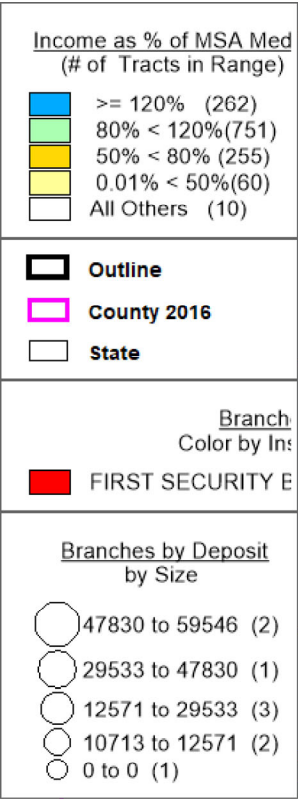 Income as % of MSA Med
(# of Tracts in Range)
>= 120% (262)
80% < 120%(751)
50% < 80% (255)
0.01% < 50%(60)
All Others (10)
Outline
County 2016
State
Branch
Color by Ins
FIRST SECURITY B
Branches by Deposit
by Size
47830 to 59546 (2)
29533 to 47830 (1)
12571 to 29533 (3)
10713 to 12571 (2)
0 to 0 (1)